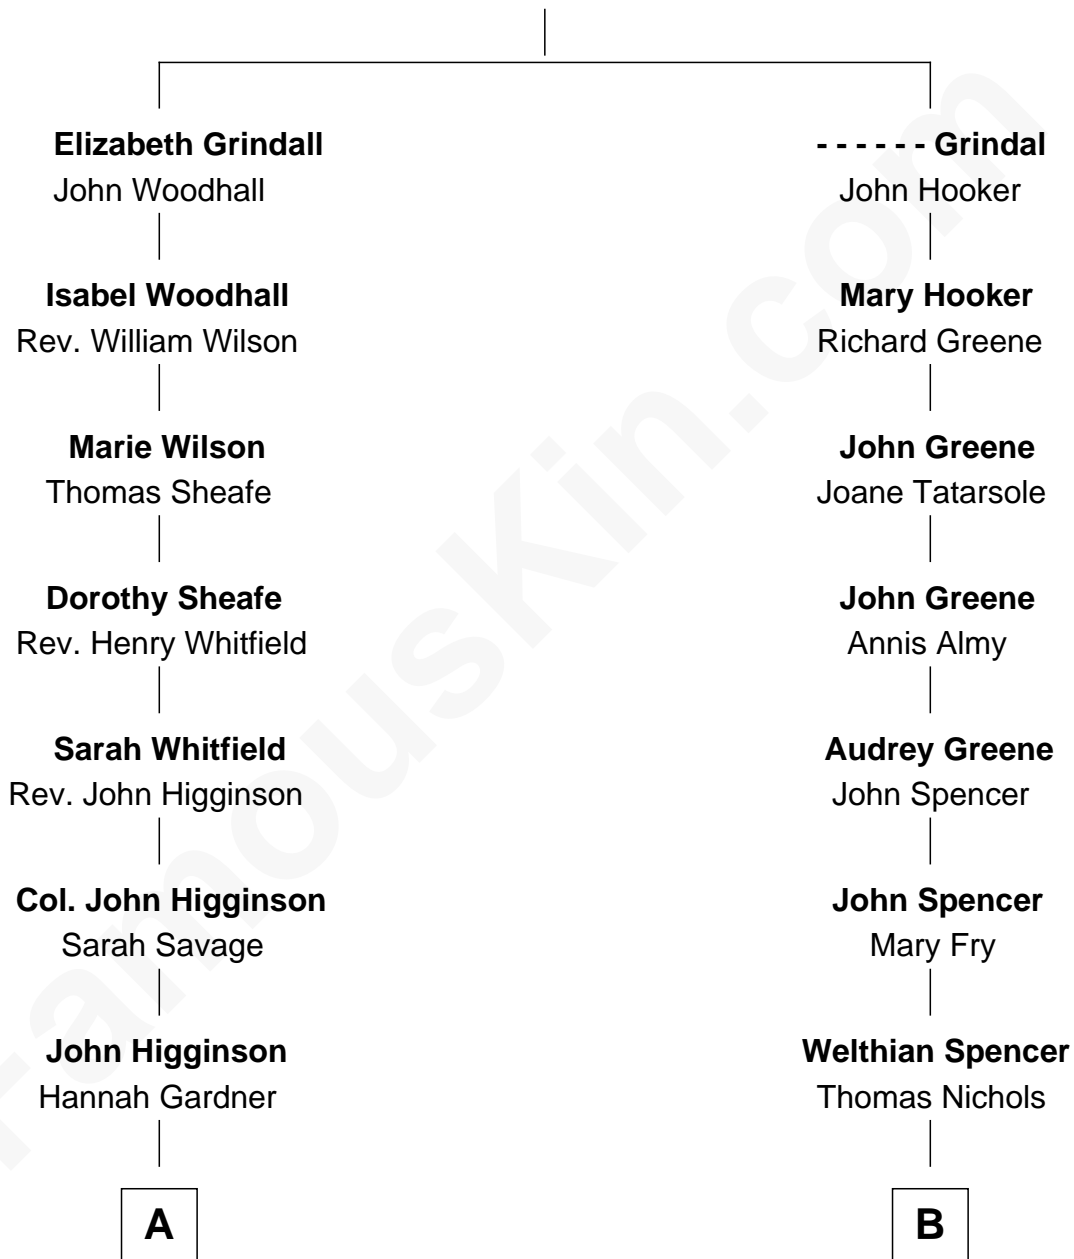 Elizabeth Grindall
John Woodhall
Isabel Woodhall
Rev. William Wilson
Marie Wilson
Thomas Sheafe
Dorothy Sheafe
Rev. Henry Whitfield
Sarah Whitfield
Rev. John Higginson
Col. John Higginson
Sarah Savage
John Higginson
Hannah Gardner
A
- - - - - - Grindal
John Hooker
Mary Hooker
Richard Greene
John Greene
Joane Tatarsole
John Greene
Annis Almy
Audrey Greene
John Spencer
John Spencer
Mary Fry
Welthian Spencer
Thomas Nichols
B
FamousKin.com